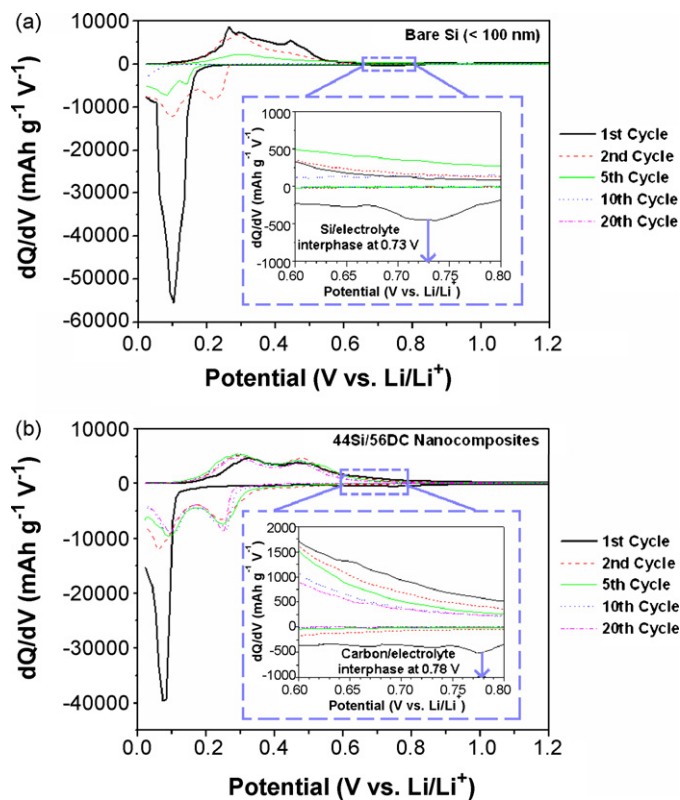 (a)
Bare Si (< 100 nm)
10000
0
-10000
-20000
-30000
-40000
-50000
-60000
dQ/dV (mAh g⁻¹ V⁻¹)
0.0 0.2 0.4 0.6 0.8 1.0 1.2
Potential (V vs. Li/Li⁺)
1000
500
0
-500
-1000
dQ/dV (mAh g⁻¹ V⁻¹)
Si/electrolyte
interphase at 0.73 V
0.60 0.65 0.70 0.75 0.80
Potential (V vs. Li/Li⁺)
1st Cycle
2nd Cycle
5th Cycle
10th Cycle
20th Cycle
(b)
44Si/56DC Nanocomposites
10000
0
-10000
-20000
-30000
-40000
dQ/dV (mAh g⁻¹ V⁻¹)
0.0 0.2 0.4 0.6 0.8 1.0 1.2
Potential (V vs. Li/Li⁺)
2000
1500
1000
500
0
-500
-1000
dQ/dV (mAh g⁻¹ V⁻¹)
Carbon/electrolyte
interphase at 0.78 V
0.60 0.65 0.70 0.75 0.80
Potential (V vs. Li/Li⁺)
1st Cycle
2nd Cycle
5th Cycle
10th Cycle
20th Cycle